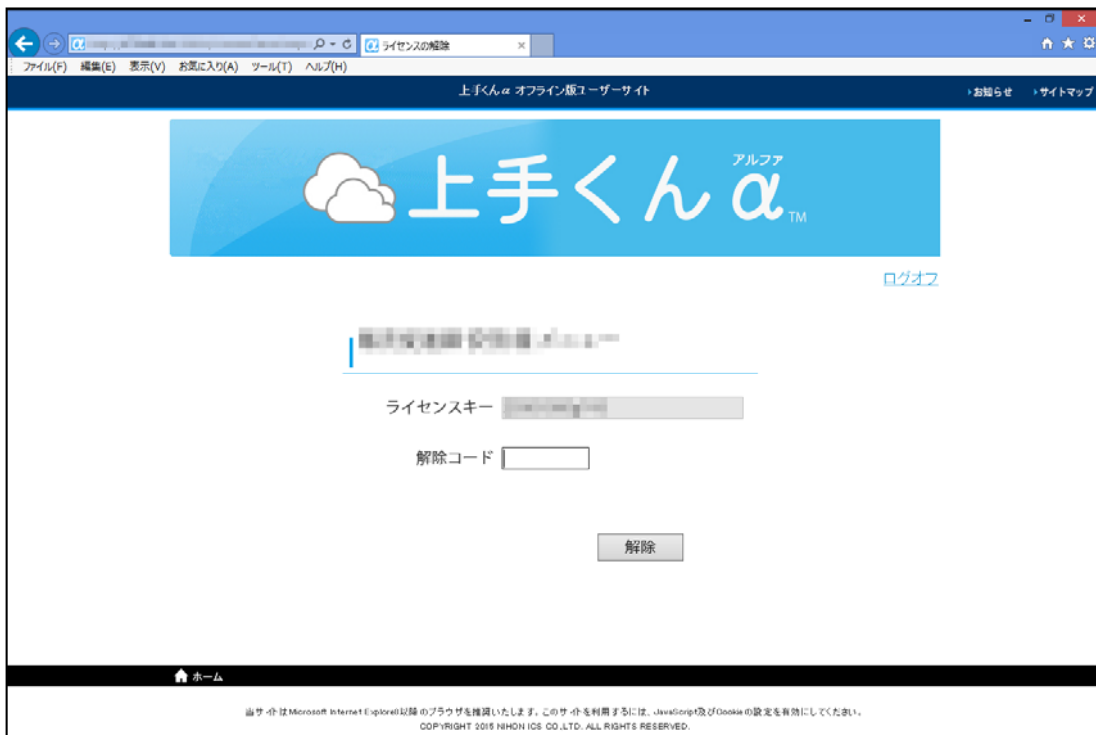 ライセンスの解除
ファイル(F) 編集(E) 表示(V) お気に入り(A) ツール(T) ヘルプ(H)
上手くんα オフライン版ユーザーサイト
お知らせ サイトマップ
アルファ
上手くんα TM
ログオフ
メニュー
ライセンスキー
解除コード
解除
ホーム
当サイトはMicrosoft Internet Explorer8以降のブラウザを推奨いたします。このサイトを利用するには、JavaScript及びCookieの設定を有効にしてください。
COPYRIGHT 2015 NIHON ICS CO.,LTD. ALL RIGHTS RESERVED.